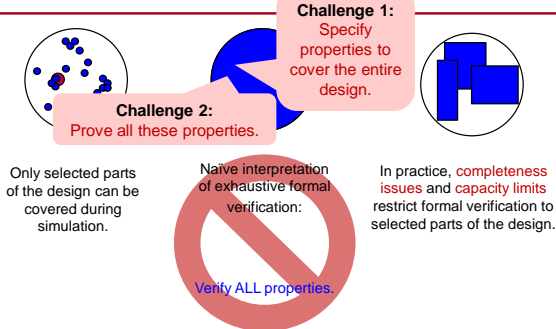 Challenge 1:
Specify
properties to
cover the entire
design.
Challenge 2:
Prove all these properties.
Only selected parts
of the design can be
covered during
simulation.
Naïve interpretation
of exhaustive formal
verification:
Verify ALL properties.
In practice, completeness
issues and capacity limits
restrict formal verification to
selected parts of the design.